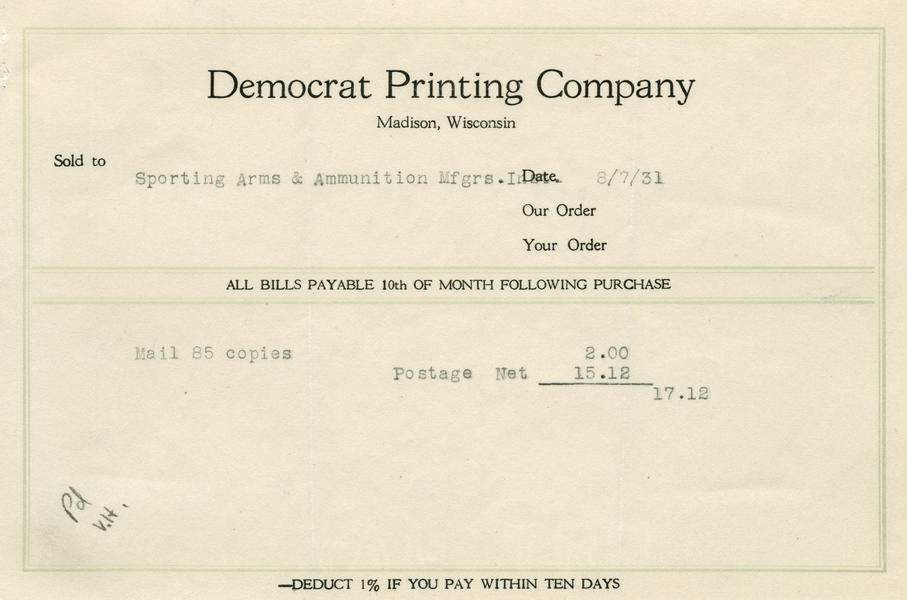 Democrat Printing Company
Madison, Wisconsin
Sold to
Sporting Arms & Ammunition Mfgrs. Inst. Date 8/7/31
Our Order
Your Order
ALL BILLS PAYABLE 10th OF MONTH FOLLOWING PURCHASE
Mail 85 copies 2.00
Postage Net 15.12
17.12
Pd
V.H.
—DEDUCT 1% IF YOU PAY WITHIN TEN DAYS